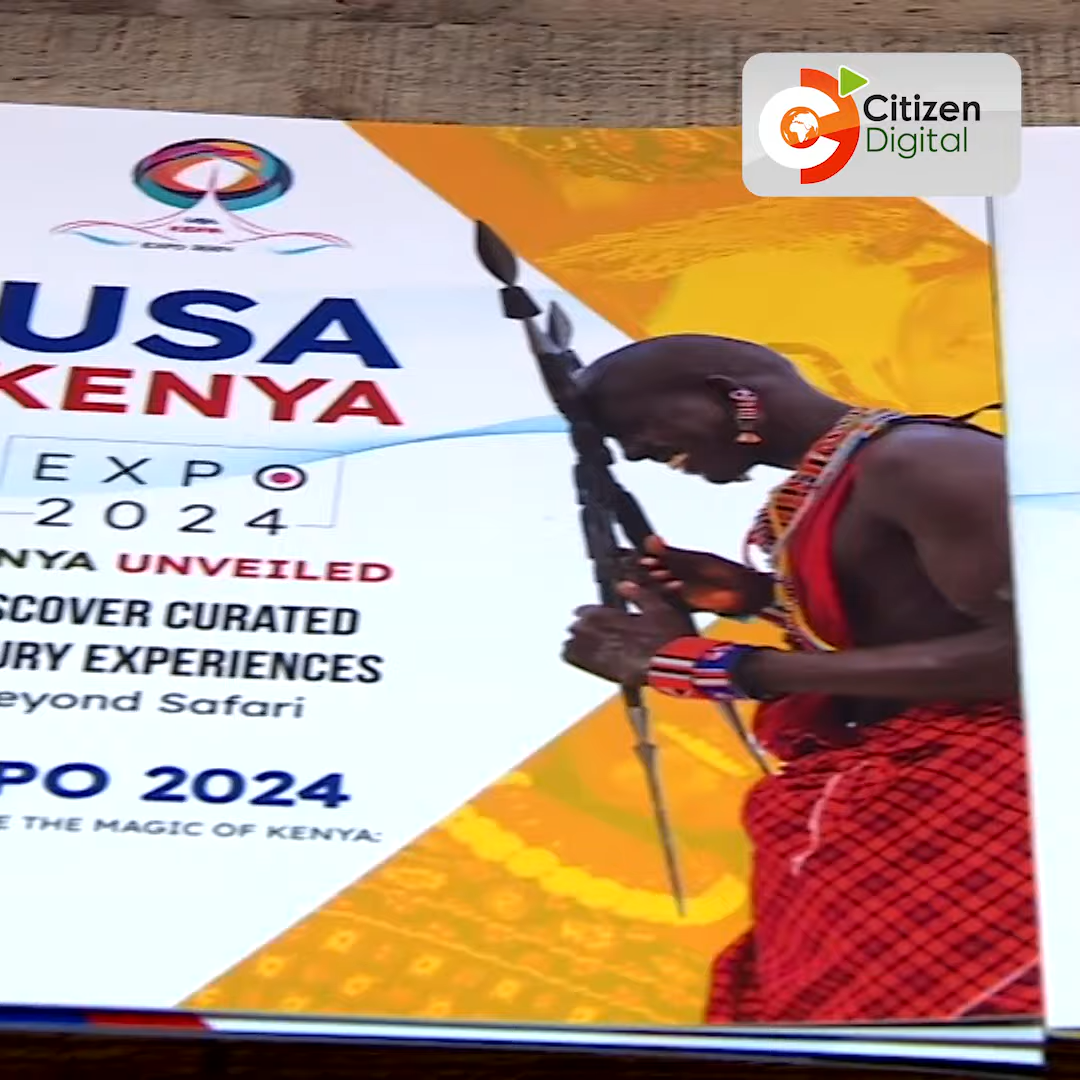 Citizen
Digital
USA
KENYA
EXPO
2024
NYA UNVEILED
SCOVER CURATED
URY EXPERIENCES
eyond Safari
PO 2024
E THE MAGIC OF KENYA: